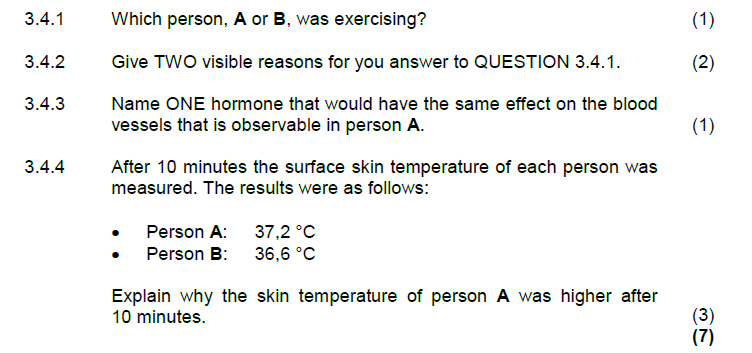 3.4.1 Which person, A or B, was exercising? (1)
3.4.2 Give TWO visible reasons for you answer to QUESTION 3.4.1. (2)
3.4.3 Name ONE hormone that would have the same effect on the blood
vessels that is observable in person A. (1)
3.4.4 After 10 minutes the surface skin temperature of each person was
measured. The results were as follows:
• Person A: 37,2 °C
• Person B: 36,6 °C
Explain why the skin temperature of person A was higher after
10 minutes. (3)
(7)